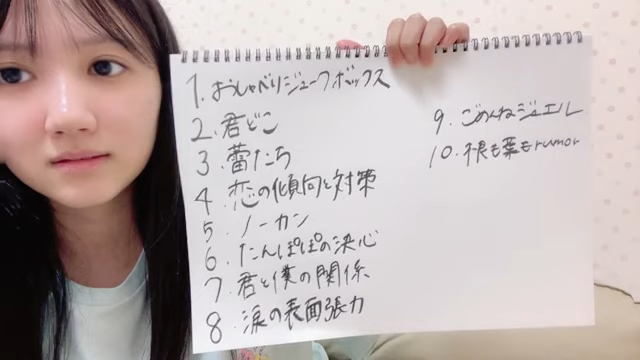 1. おしゃべりジュークボックス
2. 君どこ
3 蕾たち
4 恋の傾向と対策
5 ノーカン
6. たんぽぽの決心
7 君と僕の関係
8. 涙の表面張力
9. ごめんねジュエル
10. 根も葉もrumor